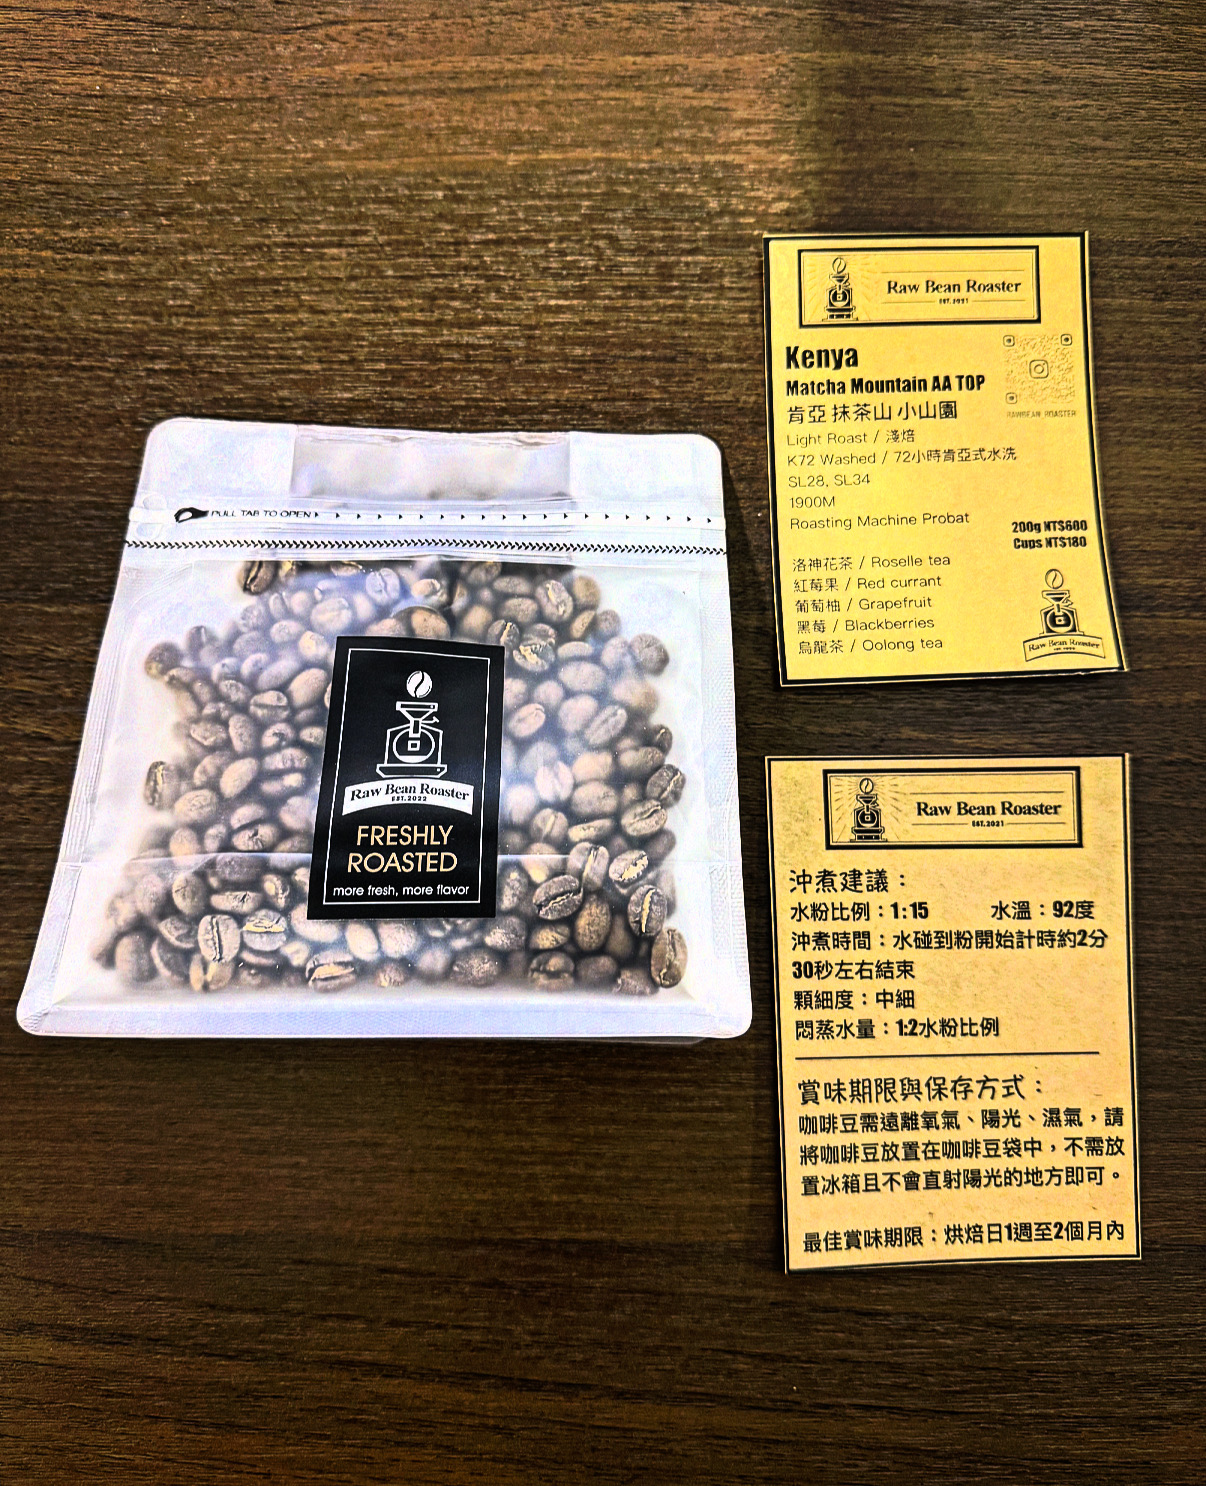 PULL TAB TO OPEN
Raw Bean Roaster
EST.2022
FRESHLY
ROASTED
more fresh, more flavor
Raw Bean Roaster
EST.2021
Kenya
Matcha Mountain AA TOP
肯亞 抹茶山 小山園
RAWBEAN_ROASTER
Light Roast / 淺焙
K72 Washed / 72小時肯亞式水洗
SL28, SL34
1900M
Roasting Machine Probat
200g NT$600
Cups NT$180
洛神花茶 / Roselle tea
紅莓果 / Red currant
葡萄柚 / Grapefruit
黑莓 / Blackberries
烏龍茶 / Oolong tea
Raw Bean Roaster
Raw Bean Roaster
EST.2021
沖煮建議：
水粉比例：1:15 水溫：92度
沖煮時間：水碰到粉開始計時約2分
30秒左右結束
顆細度：中細
悶蒸水量：1:2水粉比例
賞味期限與保存方式：
咖啡豆需遠離氧氣、陽光、濕氣，請
將咖啡豆放置在咖啡豆袋中，不需放
置冰箱且不會直射陽光的地方即可。
最佳賞味期限：烘焙日1週至2個月內